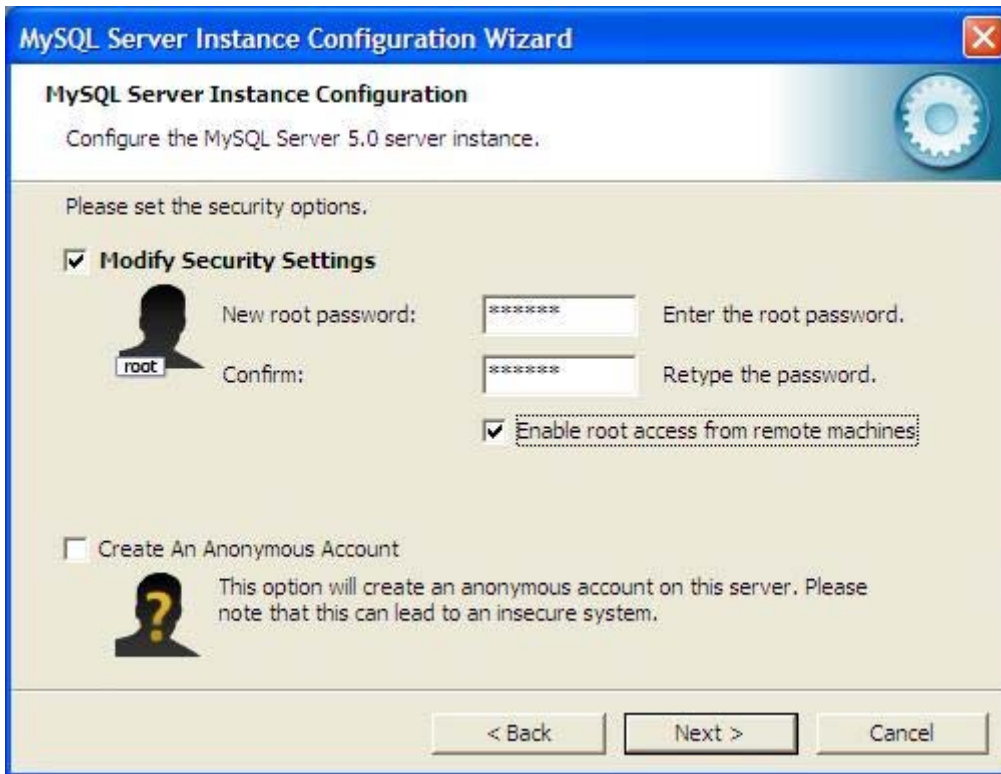 MySQL Server Instance Configuration Wizard
MySQL Server Instance Configuration
Configure the MySQL Server 5.0 server instance.
Please set the security options.
Modify Security Settings
root
New root password: ****** Enter the root password.
Confirm: ****** Retype the password.
Enable root access from remote machines
Create An Anonymous Account
This option will create an anonymous account on this server. Please
note that this can lead to an insecure system.
< Back Next > Cancel